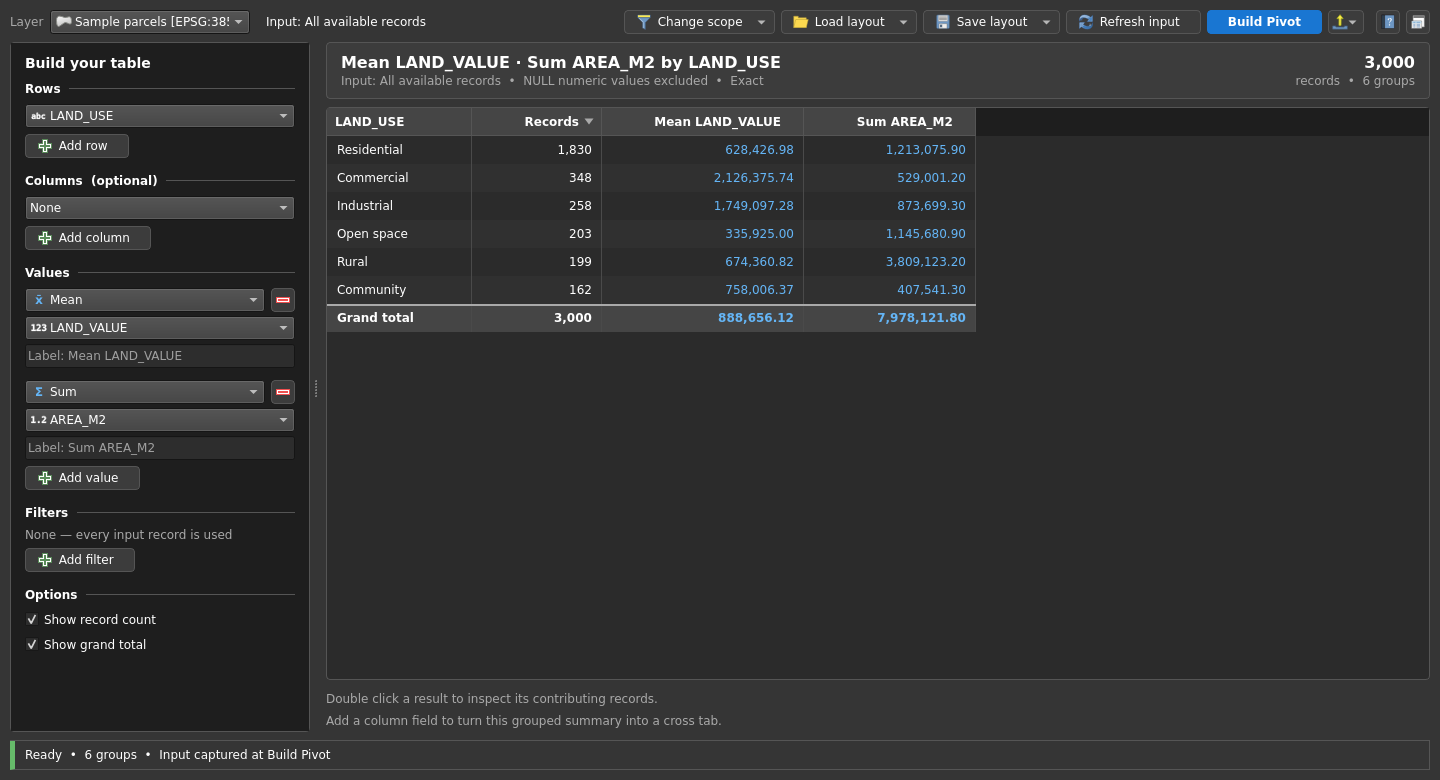 Layer Sample parcels [EPSG:385 Input: All available records Change scope Load layout Save layout Refresh input Build Pivot
Build your table
Rows
abc LAND_USE
Add row
Columns (optional)
None
Add column
Values
x̄ Mean
123 LAND_VALUE
Label: Mean LAND_VALUE
Σ Sum
1.2 AREA_M2
Label: Sum AREA_M2
Add value
Filters
None — every input record is used
Add filter
Options
Show record count
Show grand total
Mean LAND_VALUE · Sum AREA_M2 by LAND_USE 3,000
Input: All available records • NULL numeric values excluded • Exact records • 6 groups
LAND_USE Records Mean LAND_VALUE Sum AREA_M2
Residential 1,830 628,426.98 1,213,075.90
Commercial 348 2,126,375.74 529,001.20
Industrial 258 1,749,097.28 873,699.30
Open space 203 335,925.00 1,145,680.90
Rural 199 674,360.82 3,809,123.20
Community 162 758,006.37 407,541.30
Grand total 3,000 888,656.12 7,978,121.80
Double click a result to inspect its contributing records.
Add a column field to turn this grouped summary into a cross tab.
Ready • 6 groups • Input captured at Build Pivot